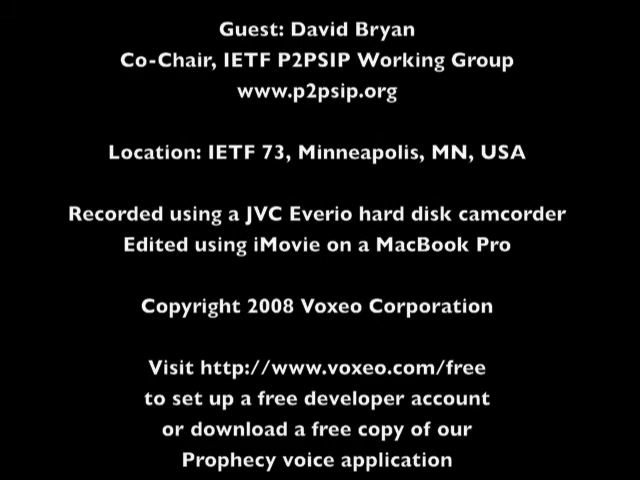 Guest: David Bryan
Co-Chair, IETF P2PSIP Working Group
www.p2psip.org
Location: IETF 73, Minneapolis, MN, USA
Recorded using a JVC Everio hard disk camcorder
Edited using iMovie on a MacBook Pro
Copyright 2008 Voxeo Corporation
Visit http://www.voxeo.com/free
to set up a free developer account
or download a free copy of our
Prophecy voice application